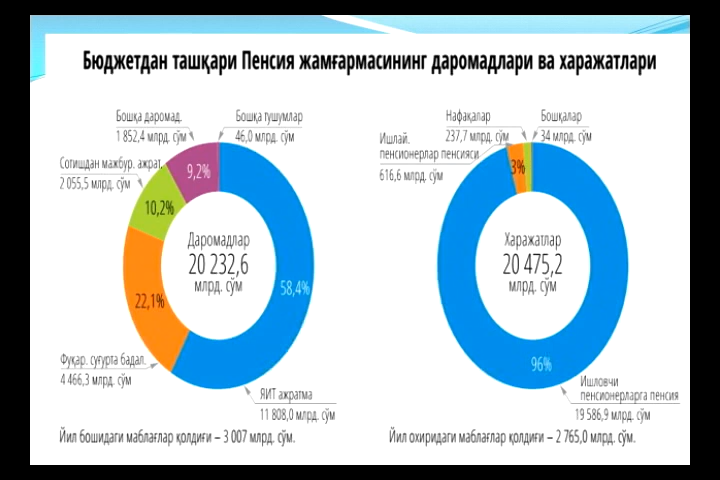 Бюджетдан ташқари Пенсия жамғармасининг даромадлари ва харажатлари
Бошқа даромад.
1 852,4 млрд. сўм
Бошқа тушумлар
46,0 млрд. сўм
Сотишдан мажбур. ажрат.
2 055,5 млрд. сўм
9,2%
10,2%
22,1%
58,4%
Даромадлар
20 232,6
млрд. сўм
Фуқар. суғурта бадал.
4 466,3 млрд. сўм
ЯИТ ажратма
11 808,0 млрд. сўм
Йил бошидаги маблағлар қолдиғи – 3 007 млрд. сўм.
Нафақалар
237,7 млрд. сўм
Бошқалар
34 млрд. сўм
Ишлай.
пенсионерлар пенсияси
616,6 млрд. сўм
3%
Харажатлар
20 475,2
млрд. сўм
96%
Ишловчи
пенсионерларга пенсия
19 586,9 млрд. сўм
Йил охиридаги маблағлар қолдиғи – 2 765,0 млрд. сўм.